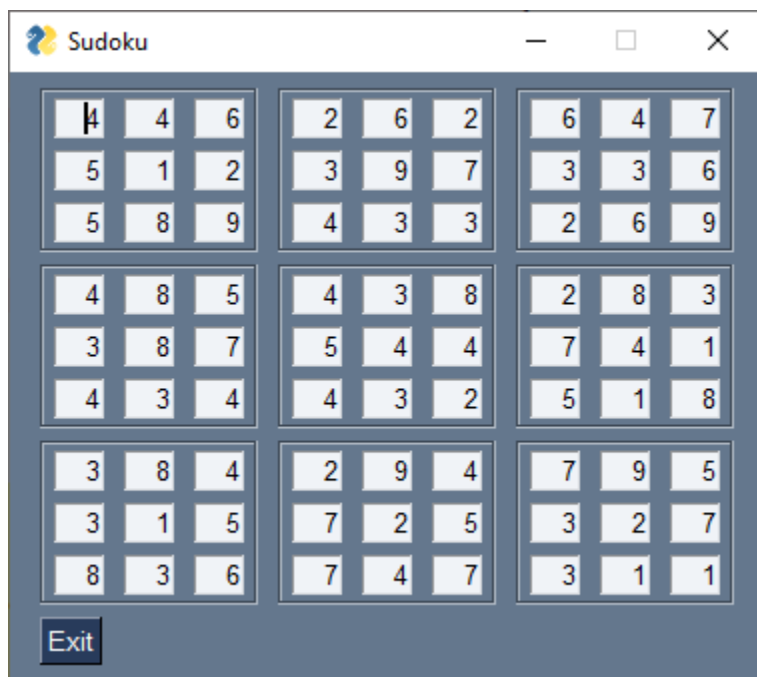 Sudoku
4 4 6 2 6 2 6 4 7
5 1 2 3 9 7 3 3 6
5 8 9 4 3 3 2 6 9
4 8 5 4 3 8 2 8 3
3 8 7 5 4 4 7 4 1
4 3 4 4 3 2 5 1 8
3 8 4 2 9 4 7 9 5
3 1 5 7 2 5 3 2 7
8 3 6 7 4 7 3 1 1
Exit